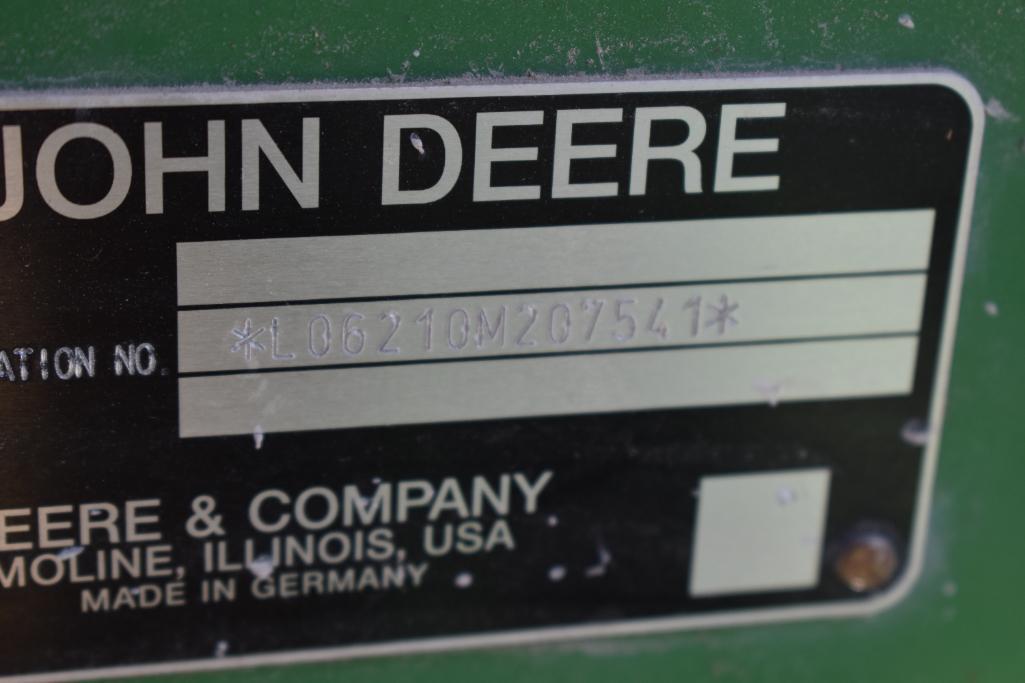 JOHN DEERE
*L06210M207541*
ATION NO.
EERE & COMPANY
MOLINE, ILLINOIS, USA
MADE IN GERMANY